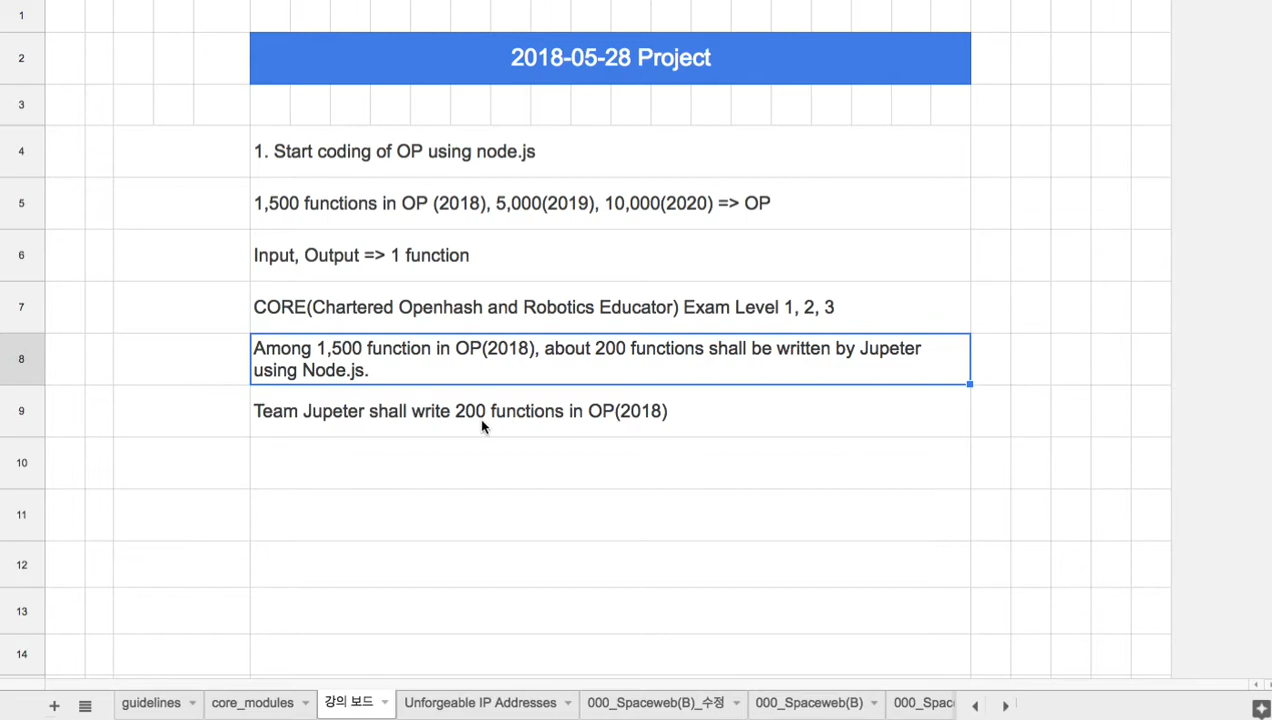 1
2
2018-05-28 Project
3
4
1. Start coding of OP using node.js
5
1,500 functions in OP (2018), 5,000(2019), 10,000(2020) => OP
6
Input, Output => 1 function
7
CORE(Chartered Openhash and Robotics Educator) Exam Level 1, 2, 3
8
Among 1,500 function in OP(2018), about 200 functions shall be written by Jupeter
using Node.js.
9
Team Jupeter shall write 200 functions in OP(2018)
10
11
12
13
14
guidelines core_modules 강의 보드 Unforgeable IP Addresses 000_Spaceweb(B)_수정 000_Spaceweb(B) 000_Spac